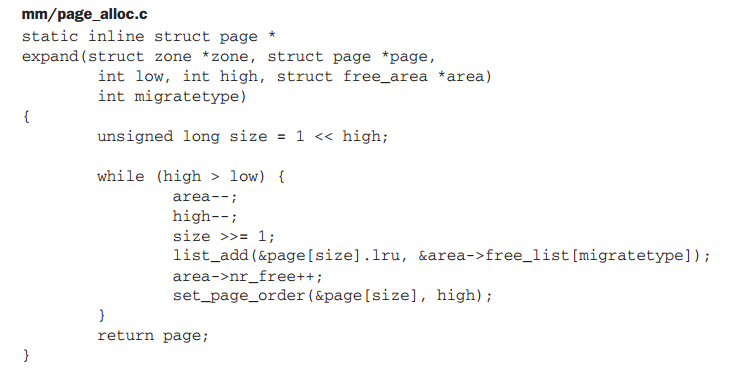 mm/page_alloc.c
static inline struct page *
expand(struct zone *zone, struct page *page,
        int low, int high, struct free_area *area)
        int migratetype)
{
        unsigned long size = 1 << high;

        while (high > low) {
                area--;
                high--;
                size >>= 1;
                list_add(&page[size].lru, &area->free_list[migratetype]);
                area->nr_free++;
                set_page_order(&page[size], high);
        }
        return page;
}